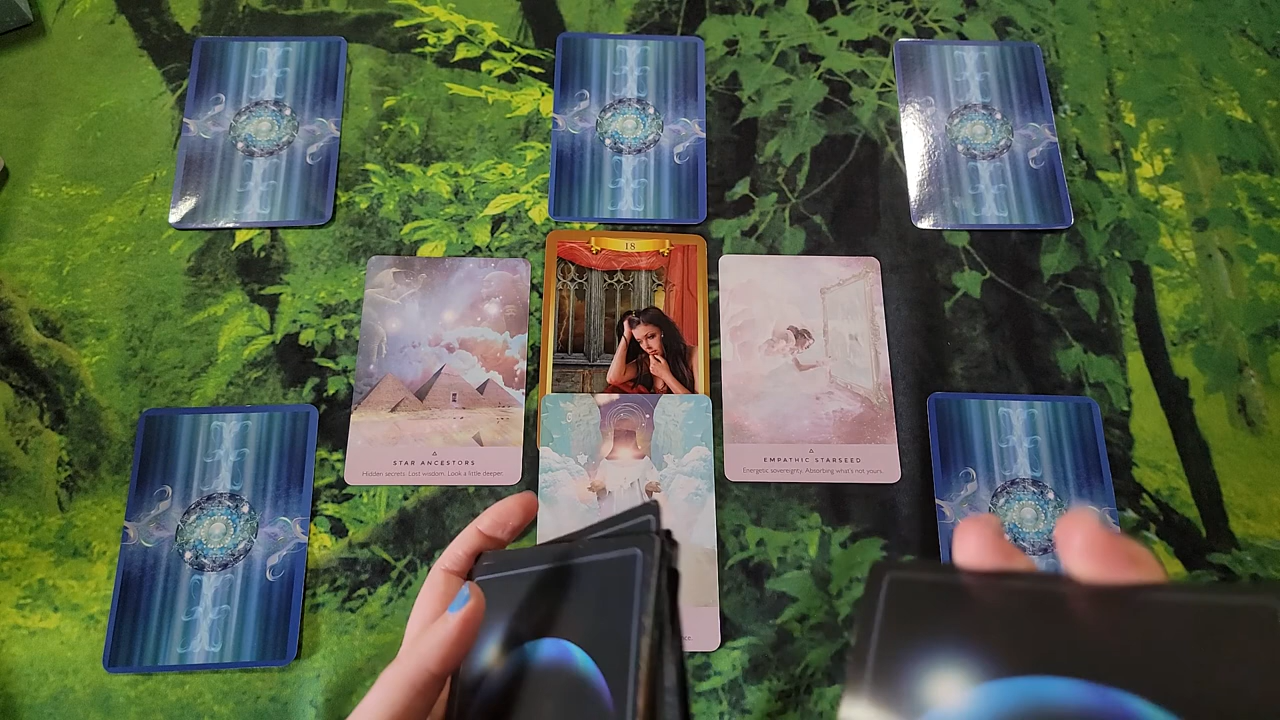 18
STAR ANCESTORS
Hidden secrets. Lost wisdom. Look a little deeper.
EMPATHIC STARSEED
Energetic sovereignty. Absorbing what's not yours.